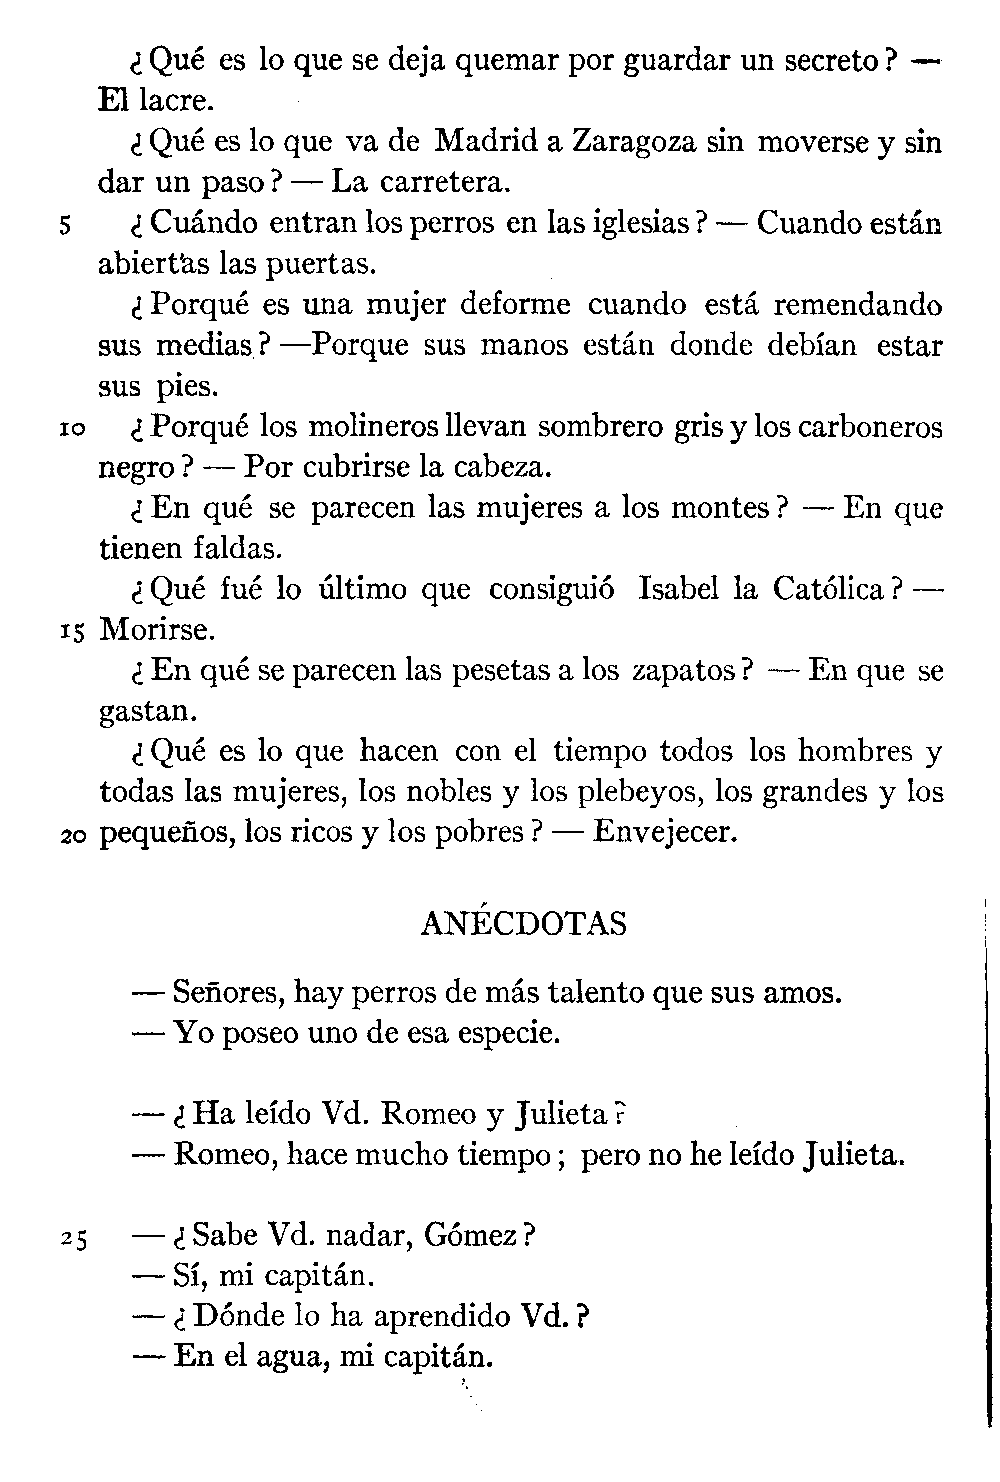 ¿Qué es lo que se deja quemar por guardar un secreto? —
El lacre.
¿Qué es lo que va de Madrid a Zaragoza sin moverse y sin
dar un paso? — La carretera.
5 ¿Cuándo entran los perros en las iglesias? — Cuando están
abiertas las puertas.
¿Porqué es una mujer deforme cuando está remendando
sus medias? —Porque sus manos están donde debían estar
sus pies.
10 ¿Porqué los molineros llevan sombrero gris y los carboneros
negro? — Por cubrirse la cabeza.
¿En qué se parecen las mujeres a los montes? — En que
tienen faldas.
¿Qué fué lo último que consiguió Isabel la Católica? —
15 Morirse.
¿En qué se parecen las pesetas a los zapatos? — En que se
gastan.
¿Qué es lo que hacen con el tiempo todos los hombres y
todas las mujeres, los nobles y los plebeyos, los grandes y los
20 pequeños, los ricos y los pobres? — Envejecer.
ANÉCDOTAS
— Señores, hay perros de más talento que sus amos.
— Yo poseo uno de esa especie.
— ¿Ha leído Vd. Romeo y Julieta?
— Romeo, hace mucho tiempo; pero no he leído Julieta.
25 — ¿Sabe Vd. nadar, Gómez?
— Sí, mi capitán.
— ¿Dónde lo ha aprendido Vd.?
— En el agua, mi capitán.